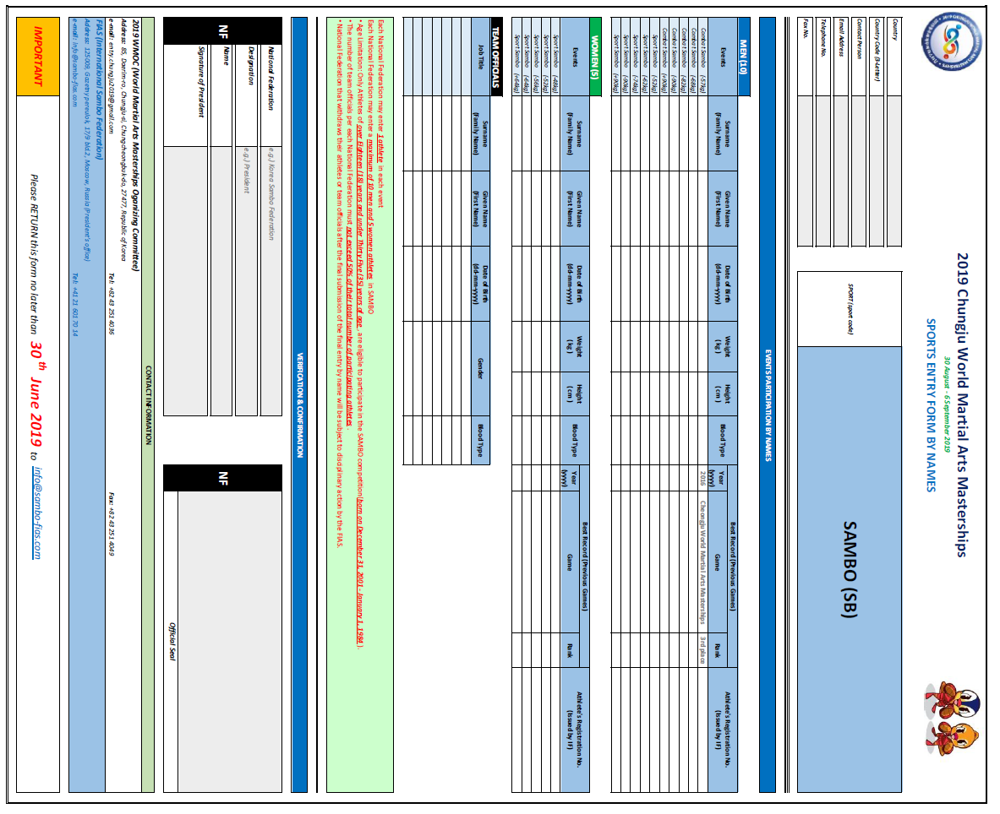 2019 Chungju World Martial Arts Masterships
30 August - 6 September 2019
SPORTS ENTRY FORM BY NAMES
Country
Country Code (3-Letter)
Contact Person
Email Address
Telephone No.
Fax No.
SPORT (sport code)
SAMBO (SB)
EVENTS PARTICIPATION BY NAMES
MEN (10)
Events
Surname
(Family Name)
Given Name
(First Name)
Date of Birth
(dd-mm-yyyy)
Weight
(kg)
Height
(cm)
Blood Type
Best Record (Previous Games)
Year
(yyyy)
Game
Rank
Athlete's Registration No.
(Issued by IF)
Combat Sambo (-57kg) 2016 Cheongju World Martial Arts Masterships 3rd place
Combat Sambo (-68kg)
Combat Sambo (-82kg)
Combat Sambo (-90kg)
Combat Sambo (+90kg)
Sport Sambo (-52kg)
Sport Sambo (-62kg)
Sport Sambo (-74kg)
Sport Sambo (-90kg)
Sport Sambo (+90kg)
WOMEN (5)
Events
Surname
(Family Name)
Given Name
(First Name)
Date of Birth
(dd-mm-yyyy)
Weight
(kg)
Height
(cm)
Blood Type
Best Record (Previous Games)
Year
(yyyy)
Game
Rank
Athlete's Registration No.
(Issued by IF)
Sport Sambo (-48kg)
Sport Sambo (-52kg)
Sport Sambo (-56kg)
Sport Sambo (-64kg)
Sport Sambo (+64kg)
TEAM OFFICIALS
Job Title
Surname
(Family Name)
Given Name
(First Name)
Date of Birth
(dd-mm-yyyy)
Gender
Blood Type
Each National Federation may enter 1 athlete in each event
Each National Federation may enter a maximum of 10 men and 5 women athletes in SAMBO
* Age Limitation: Only Athletes of over Eighteen (18) years and under Thirty Five (35) years of age, are eligible to participate in the SAMBO competition (born on December 31, 2001 - January 1, 1984).
* The number of team officials per each National Federation must not exceed 50% of their total number of participating athletes.
* National Federation that withdraws their athletes or team officials after the final submission of the final entry by name will be subject to disciplinary action by the FIAS.
VERIFICATION & CONFIRMATION
NF
National Federation e.g.) Korea Sambo Federation
Designation e.g.) President
Name
Signature of President
NF
Official Seal
CONTACT INFORMATION
2019 WMOC (World Martial Arts Masterships Oganizing Committee)
Address: 85, Daerim-ro, Chungju-si, Chungcheongbuk-do, 27477, Republic of Korea
e-mail: entry.chungju2019@gmail.com Tel: +82 43 251 4036 Fax: +82 43 251 4049
FIAS (International Sambo Federation)
Address: 125009, Gazetny pereulok, 17/9 bld.2, Moscow, Russia (President's office)
e-mail: info@sambo-fias.com Tel: +41 21 601 70 14
IMPORTANT
Please RETURN this form no later than 30th June 2019 to info@sambo-fias.com